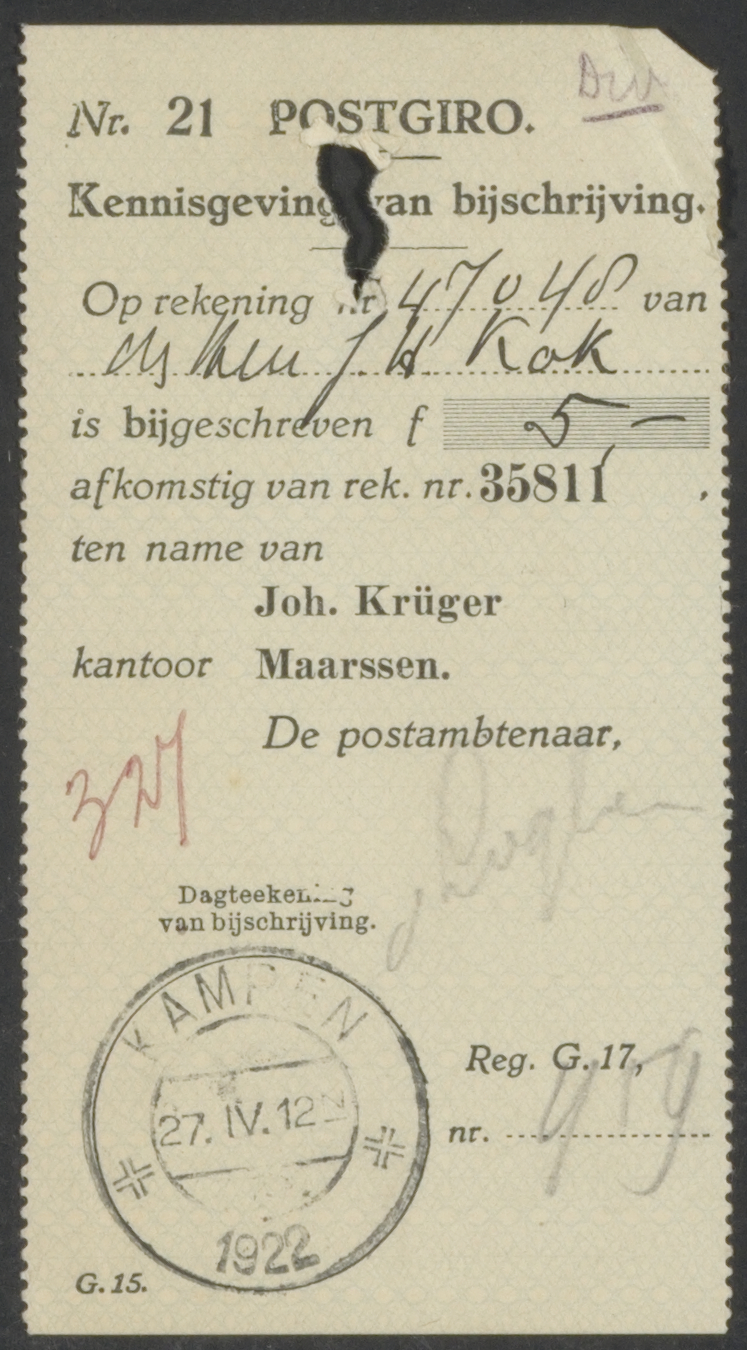 Nr. 21 POSTGIRO.
Kennisgeving van bijschrijving.
Op rekening nr 47048 van
J. H Kok
is bijgeschreven f 5,-
afkomstig van rek. nr. 35811,
ten name van
Joh. Krüger
kantoor Maarssen.
De postambtenaar,
Dagteekening
van bijschrijving.
KAMPEN
27. IV. 12
1922
Reg. G. 17,
nr. 459
G. 15.